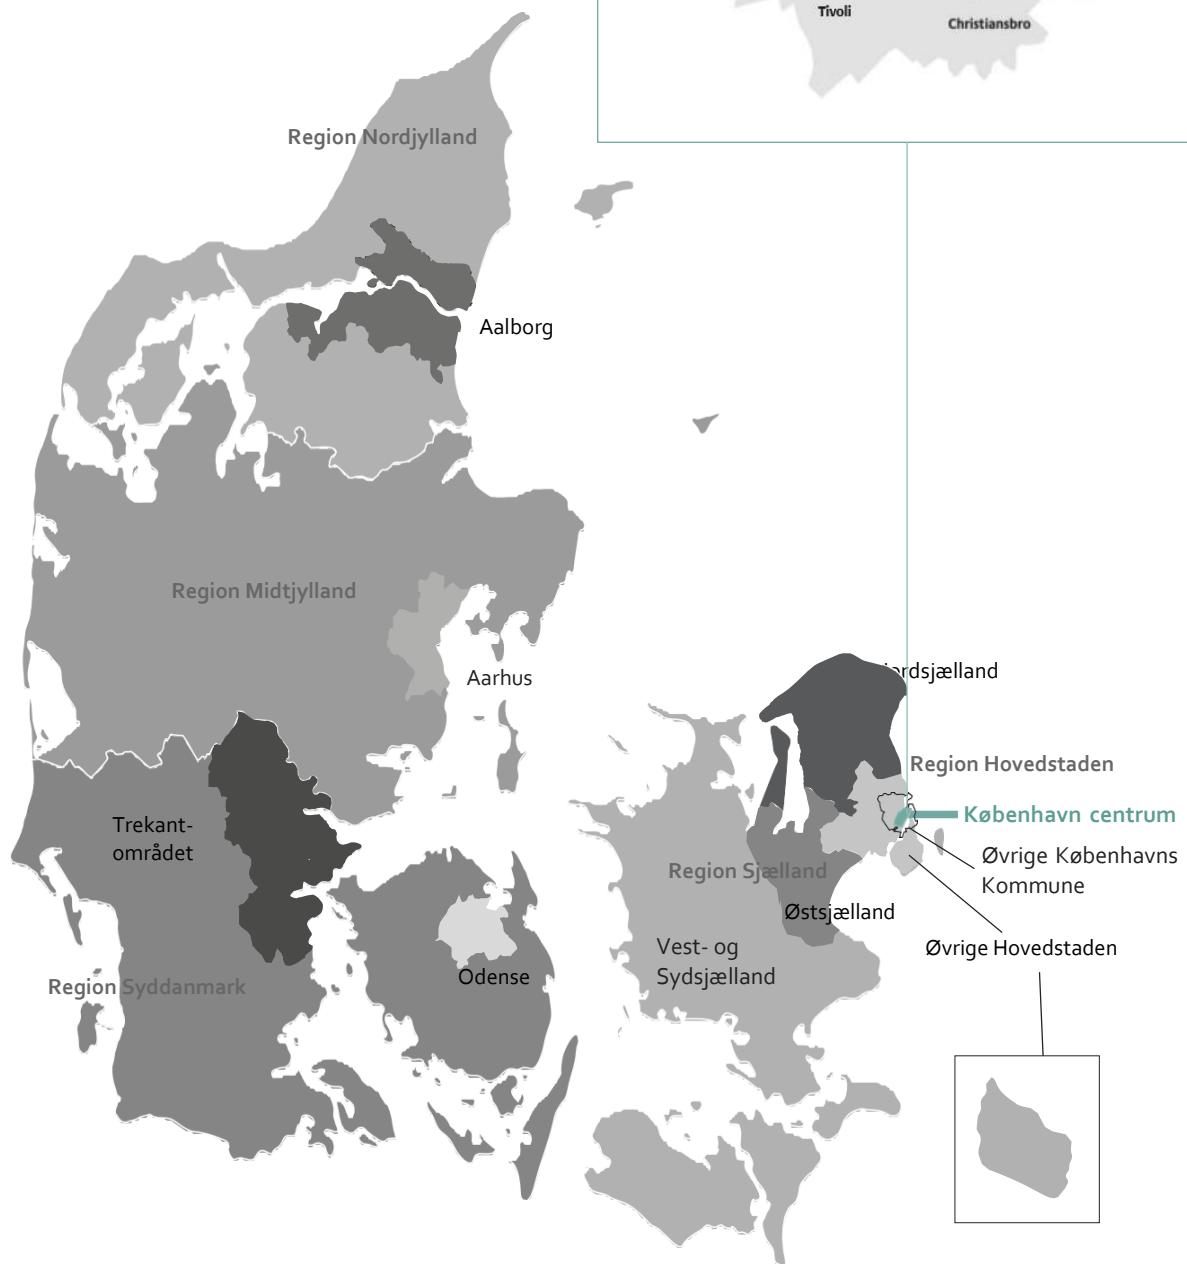 Tivoli
Christiansbro
Region Nordjylland
Aalborg
Region Midtjylland
Aarhus
ordsjælland
Region Hovedstaden
København centrum
Trekant-
området
Øvrige Københavns
Kommune
Region Sjælland
Østsjælland
Vest- og
Sydsjælland
Øvrige Hovedstaden
Odense
Region Syddanmark